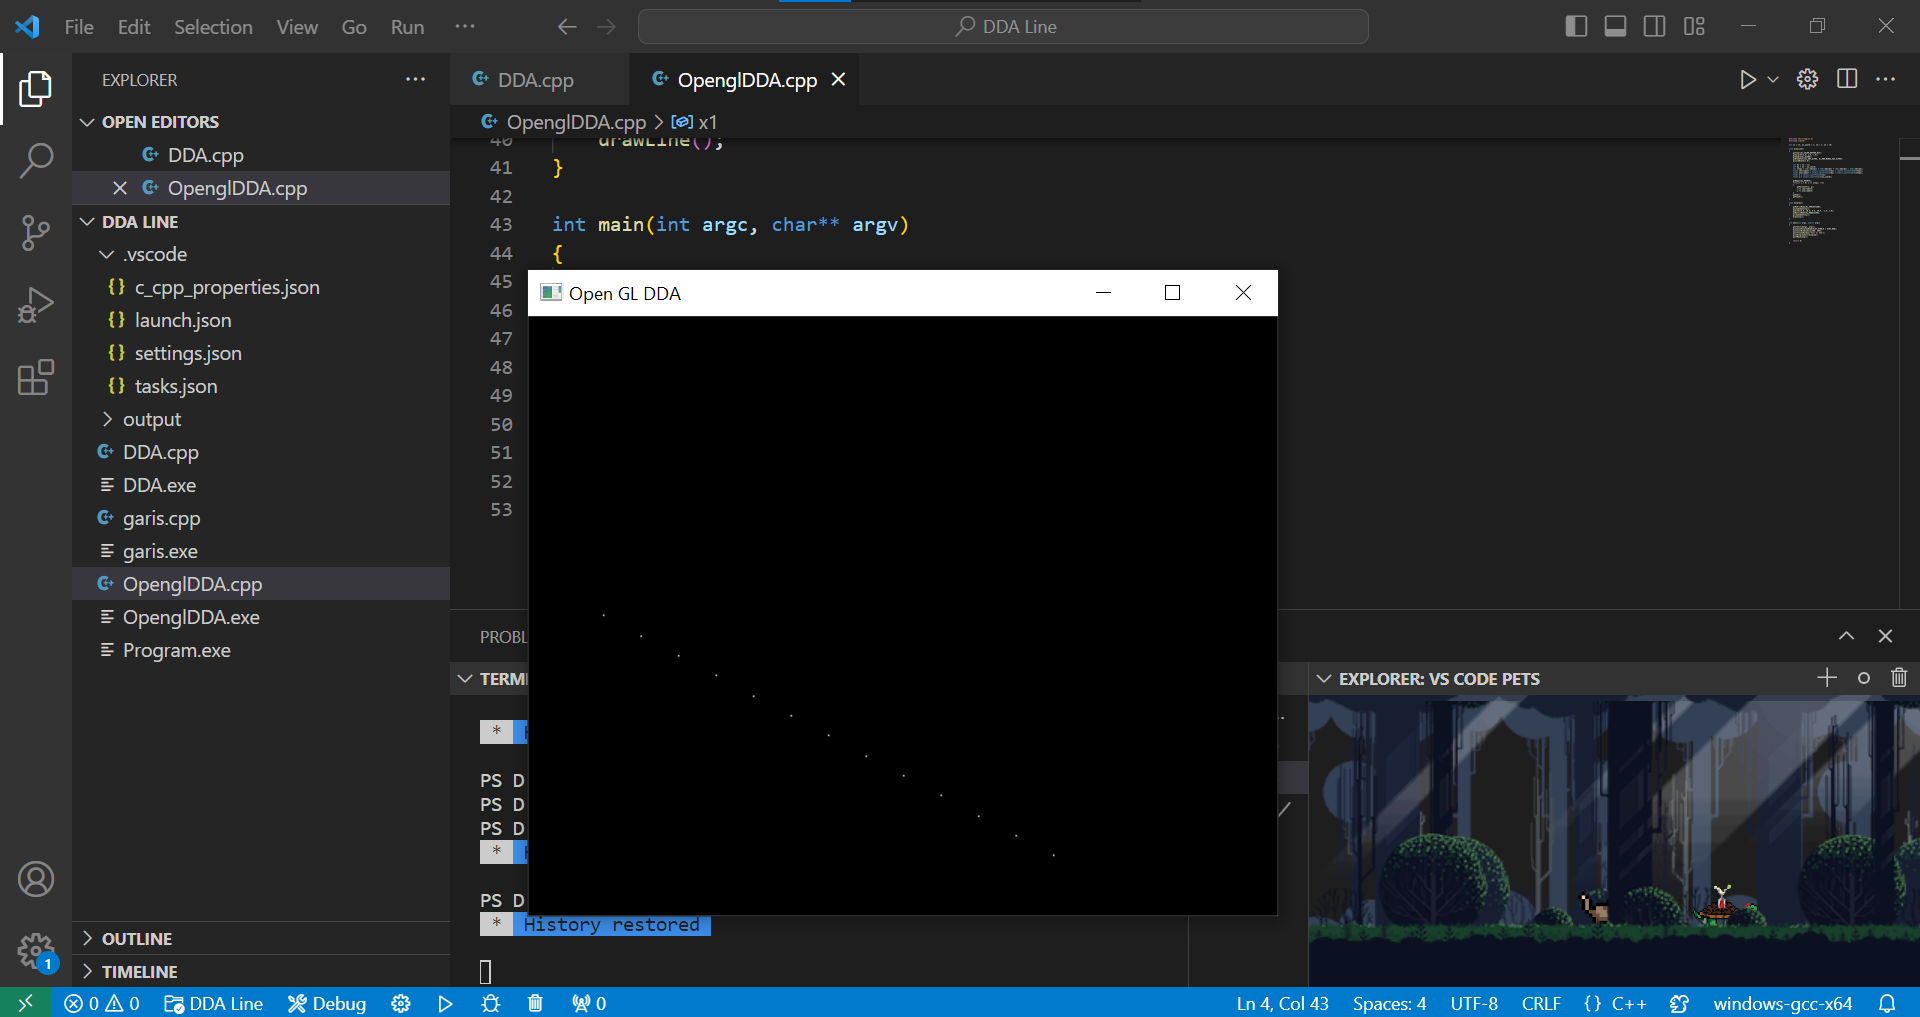 File Edit Selection View Go Run ··· DDA Line
EXPLORER ···
DDA.cpp OpenglDDA.cpp
OPEN EDITORS
DDA.cpp
OpenglDDA.cpp
DDA LINE
.vscode
{} c_cpp_properties.json
{} launch.json
{} settings.json
{} tasks.json
output
DDA.cpp
DDA.exe
garis.cpp
garis.exe
OpenglDDA.cpp
OpenglDDA.exe
Program.exe
OUTLINE
TIMELINE
OpenglDDA.cpp > x1
40 drawLine();
41 }
42
43 int main(int argc, char** argv)
44 {
45
46
47
48
49
50
51
52
53
Open GL DDA
PROBL
TERM
*
PS D
PS D
PS D
*
PS D
* History restored
EXPLORER: VS CODE PETS
1
0 0 DDA Line Debug 0 Ln 4, Col 43 Spaces: 4 UTF-8 CRLF {} C++ windows-gcc-x64